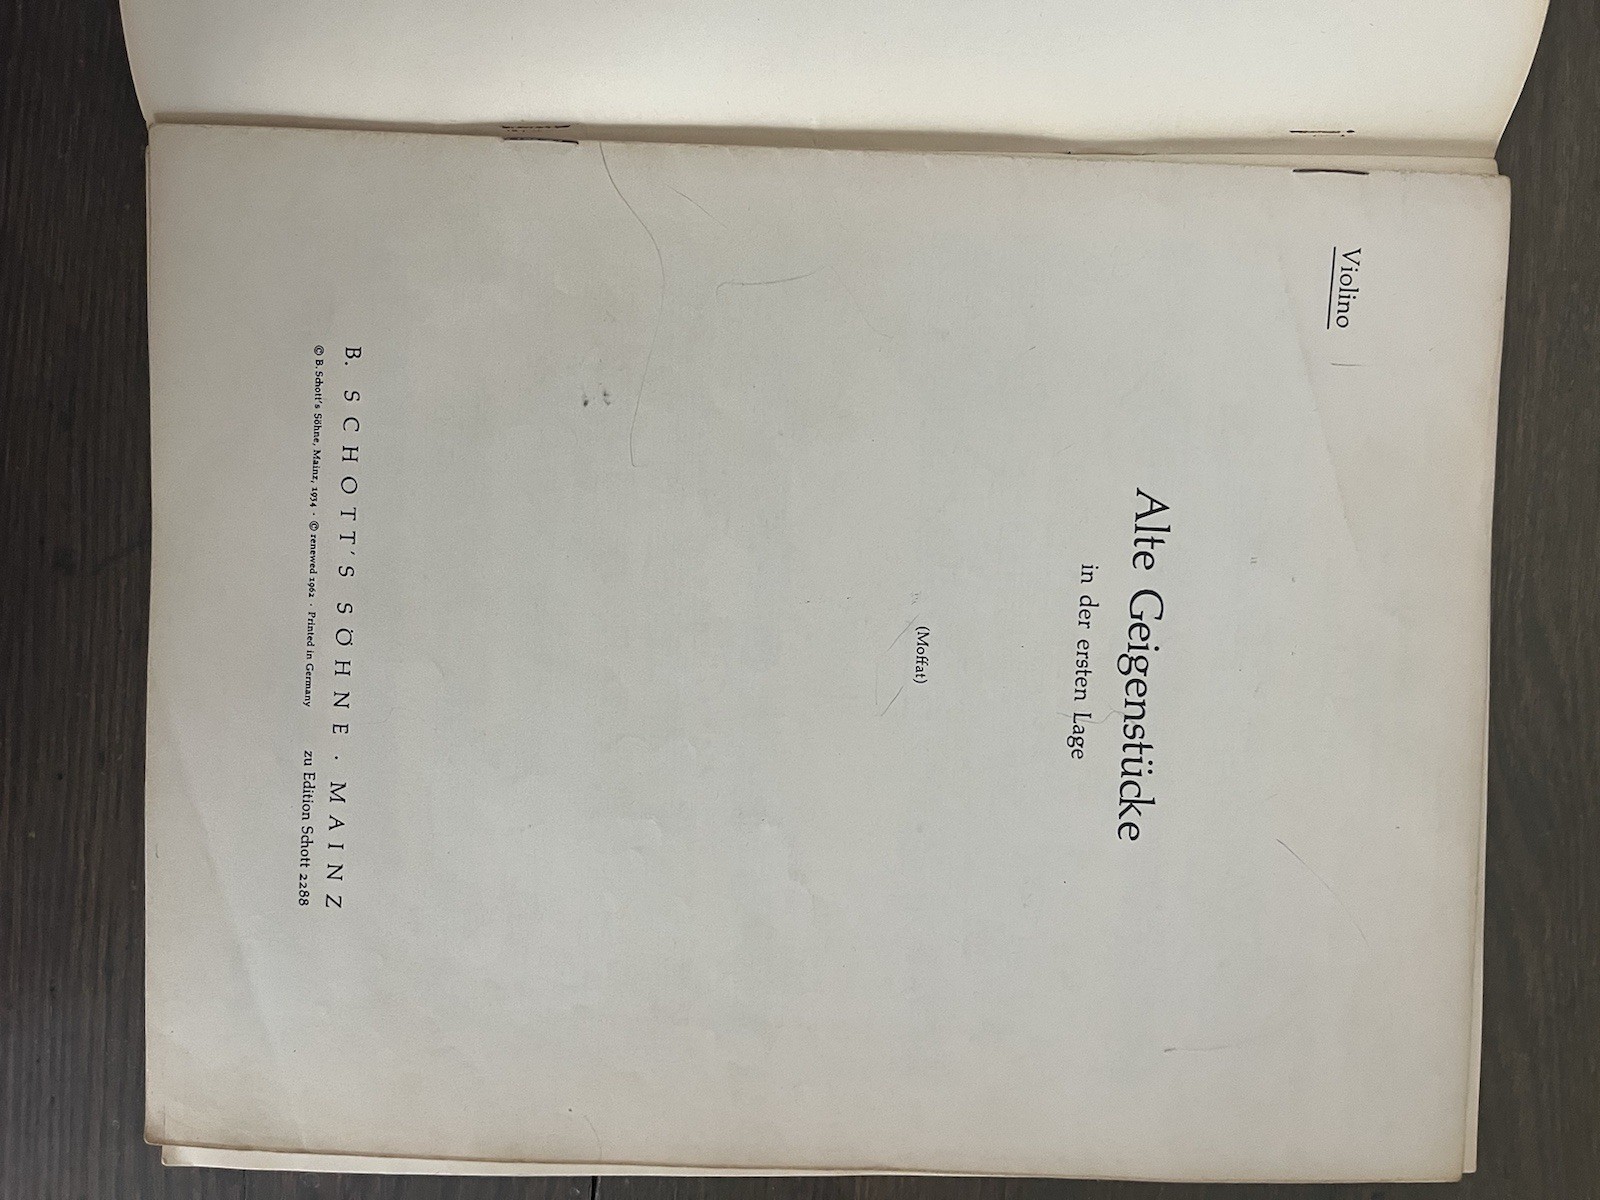 Violino
Alte Geigenstücke
in der ersten Lage
(Moffat)
B. SCHOTT'S SÖHNE · MAINZ
© B. Schott's Söhne, Mainz, 1934 · © renewed 1962 · Printed in Germany zu Edition Schott 2288